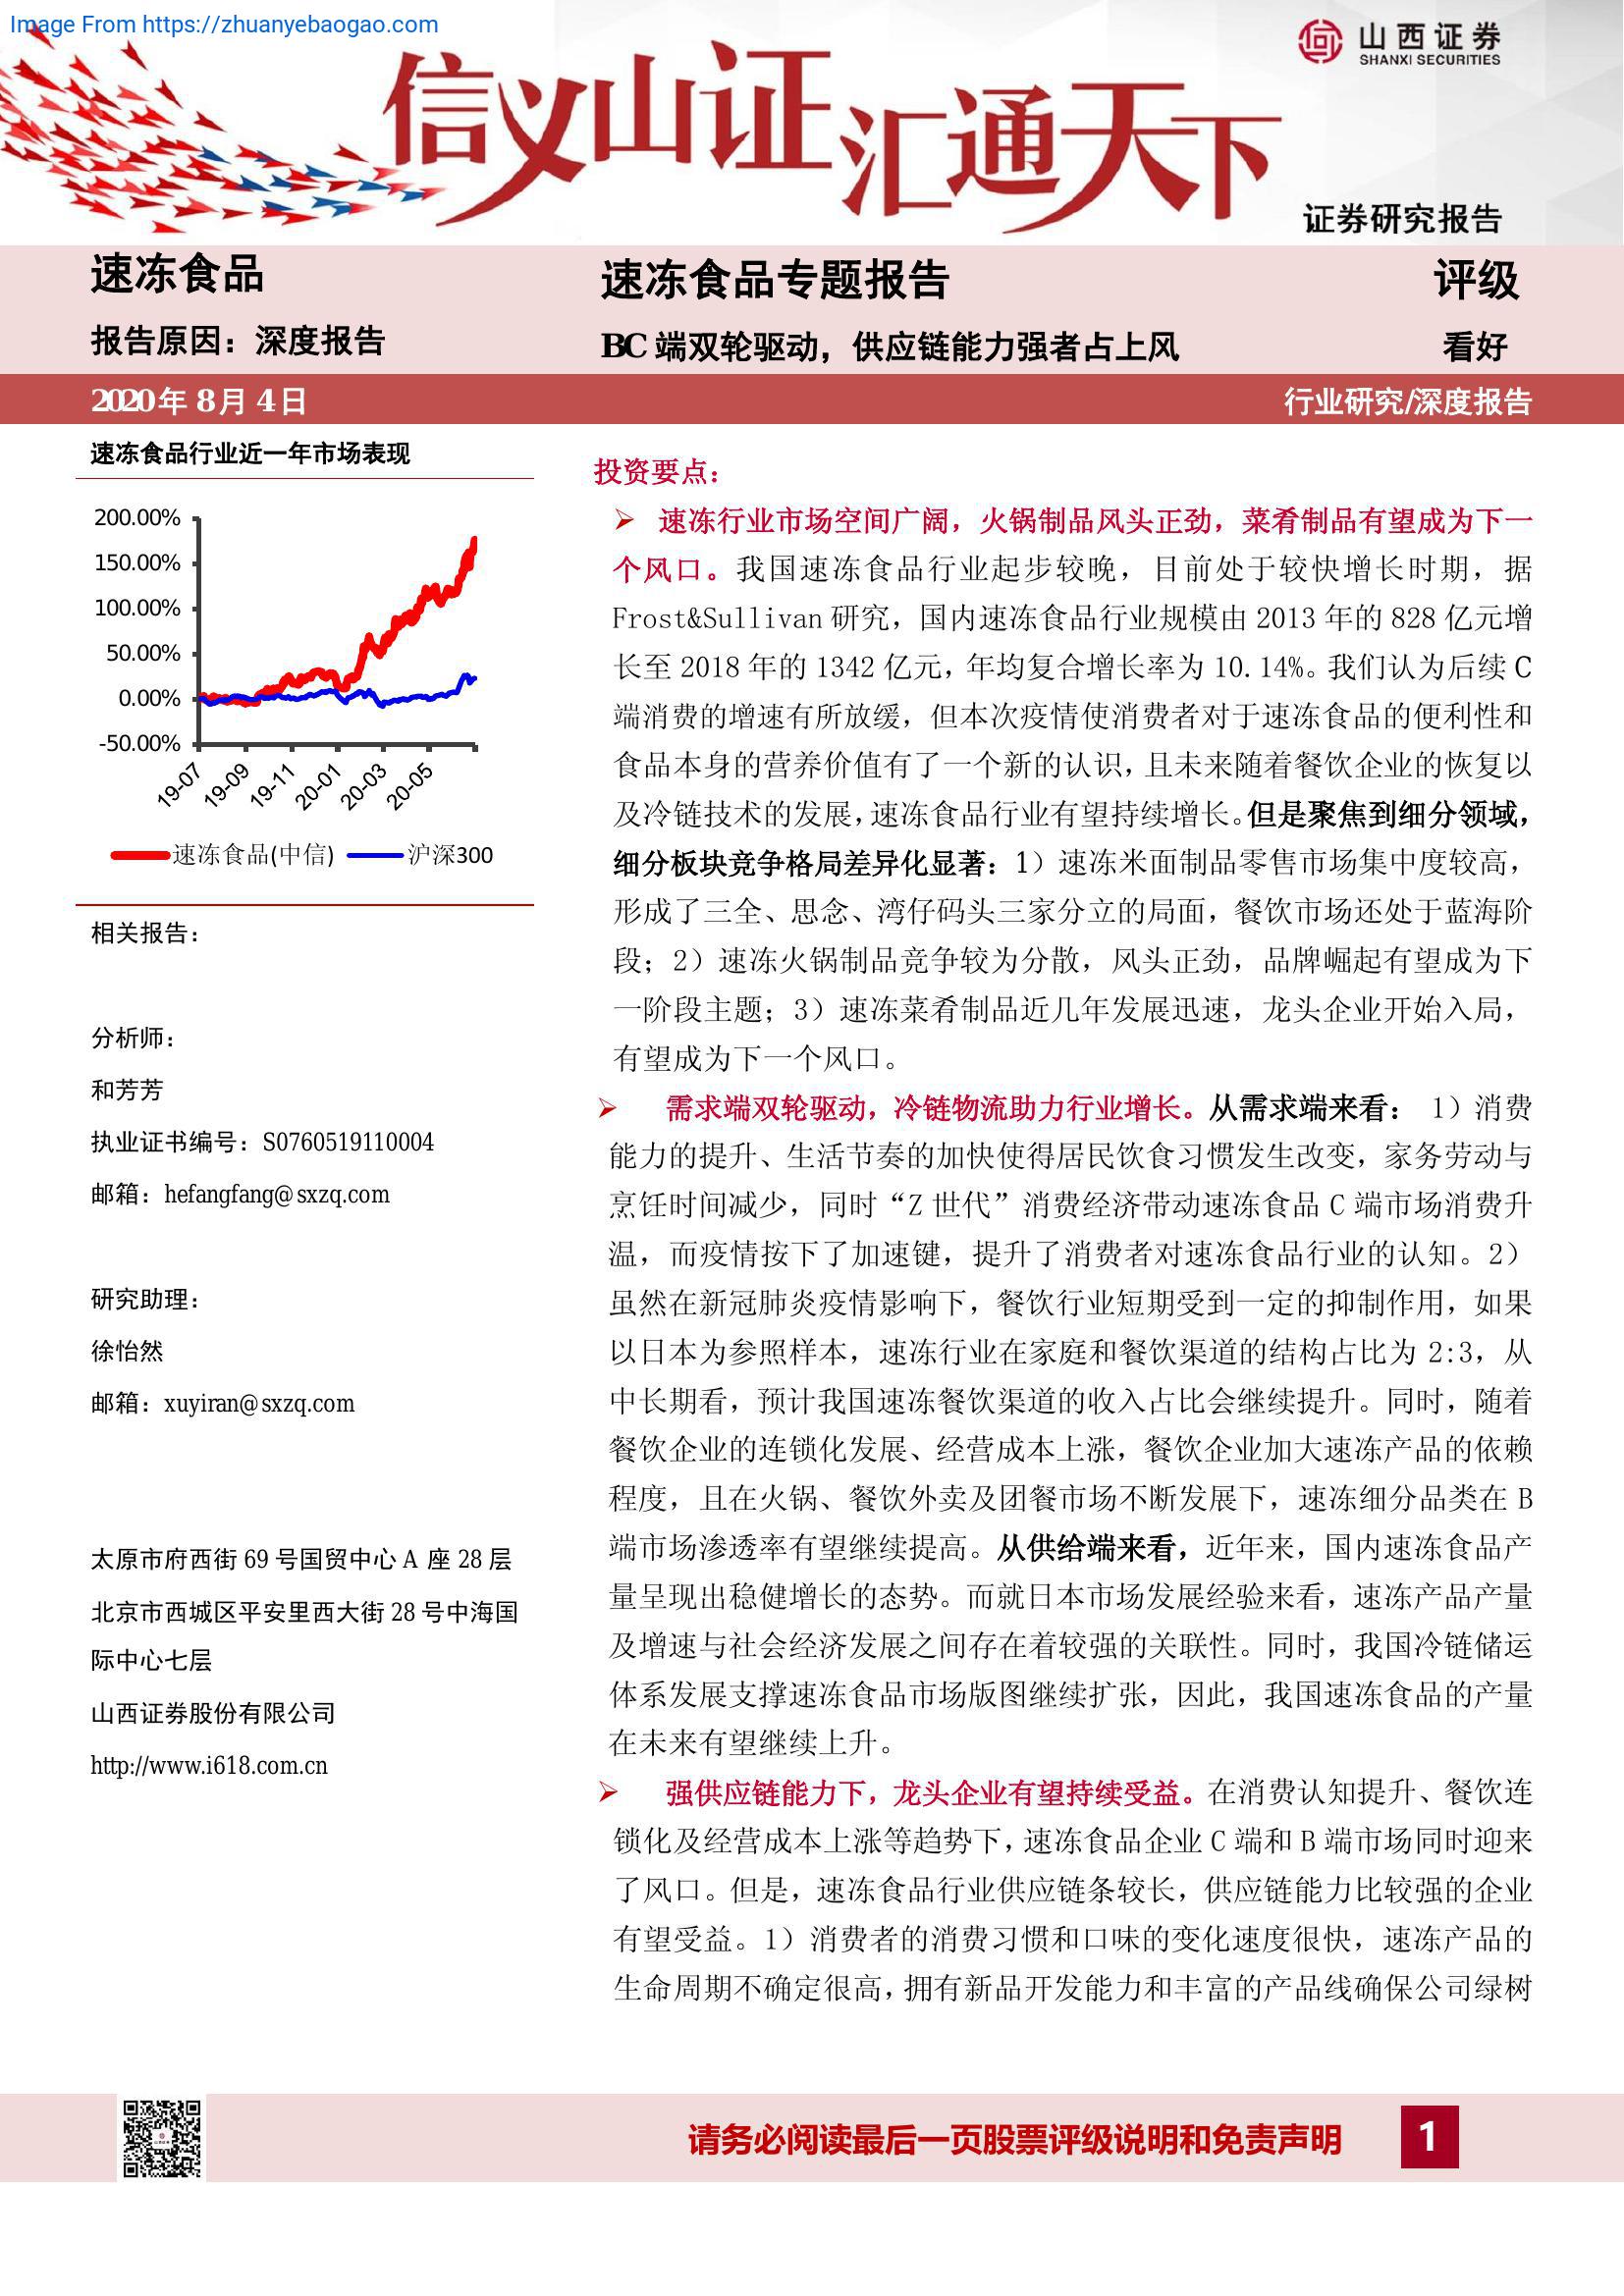 Image From https://zhuanyebaogao.com
山西证券
SHANXI SECURITIES
信义山证 汇通天下
证券研究报告
速冻食品
报告原因：深度报告
速冻食品专题报告
BC 端双轮驱动，供应链能力强者占上风
评级
看好
2020 年 8 月 4 日
行业研究/深度报告
速冻食品行业近一年市场表现
200.00%
150.00%
100.00%
50.00%
0.00%
-50.00%
19-07
19-09
19-11
20-01
20-03
20-05
速冻食品(中信)
沪深300
相关报告：
分析师：
和芳芳
执业证书编号：S0760519110004
邮箱：hefangfang@sxzq.com
研究助理：
徐怡然
邮箱：xuyiran@sxzq.com
太原市府西街 69 号国贸中心 A 座 28 层
北京市西城区平安里西大街 28 号中海国
际中心七层
山西证券股份有限公司
http://www.i618.com.cn
投资要点：
➢ 速冻行业市场空间广阔，火锅制品风头正劲，菜肴制品有望成为下一
个风口。我国速冻食品行业起步较晚，目前处于较快增长时期，据
Frost&Sullivan 研究，国内速冻食品行业规模由 2013 年的 828 亿元增
长至 2018 年的 1342 亿元，年均复合增长率为 10.14%。我们认为后续 C
端消费的增速有所放缓，但本次疫情使消费者对于速冻食品的便利性和
食品本身的营养价值有了一个新的认识，且未来随着餐饮企业的恢复以
及冷链技术的发展，速冻食品行业有望持续增长。但是聚焦到细分领域，
细分板块竞争格局差异化显著：1）速冻米面制品零售市场集中度较高，
形成了三全、思念、湾仔码头三家分立的局面，餐饮市场还处于蓝海阶
段；2）速冻火锅制品竞争较为分散，风头正劲，品牌崛起有望成为下
一阶段主题；3）速冻菜肴制品近几年发展迅速，龙头企业开始入局，
有望成为下一个风口。
➢ 需求端双轮驱动，冷链物流助力行业增长。从需求端来看： 1）消费
能力的提升、生活节奏的加快使得居民饮食习惯发生改变，家务劳动与
烹饪时间减少，同时“Z 世代”消费经济带动速冻食品 C 端市场消费升
温，而疫情按下了加速键，提升了消费者对速冻食品行业的认知。2）
虽然在新冠肺炎疫情影响下，餐饮行业短期受到一定的抑制作用，如果
以日本为参照样本，速冻行业在家庭和餐饮渠道的结构占比为 2:3，从
中长期看，预计我国速冻餐饮渠道的收入占比会继续提升。同时，随着
餐饮企业的连锁化发展、经营成本上涨，餐饮企业加大速冻产品的依赖
程度，且在火锅、餐饮外卖及团餐市场不断发展下，速冻细分品类在 B
端市场渗透率有望继续提高。从供给端来看，近年来，国内速冻食品产
量呈现出稳健增长的态势。而就日本市场发展经验来看，速冻产品产量
及增速与社会经济发展之间存在着较强的关联性。同时，我国冷链储运
体系发展支撑速冻食品市场版图继续扩张，因此，我国速冻食品的产量
在未来有望继续上升。
➢ 强供应链能力下，龙头企业有望持续受益。在消费认知提升、餐饮连
锁化及经营成本上涨等趋势下，速冻食品企业 C 端和 B 端市场同时迎来
了风口。但是，速冻食品行业供应链条较长，供应链能力比较强的企业
有望受益。1）消费者的消费习惯和口味的变化速度很快，速冻产品的
生命周期不确定很高，拥有新品开发能力和丰富的产品线确保公司绿树
请务必阅读最后一页股票评级说明和免责声明
1